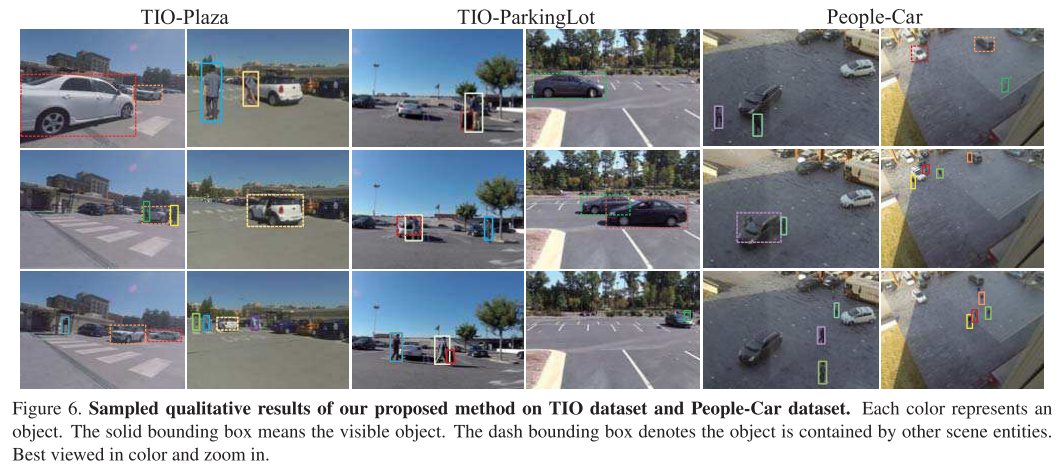 TIO-Plaza
TIO-ParkingLot
People-Car
Figure 6. Sampled qualitative results of our proposed method on TIO dataset and People-Car dataset. Each color represents an
object. The solid bounding box means the visible object. The dash bounding box denotes the object is contained by other scene entities.
Best viewed in color and zoom in.